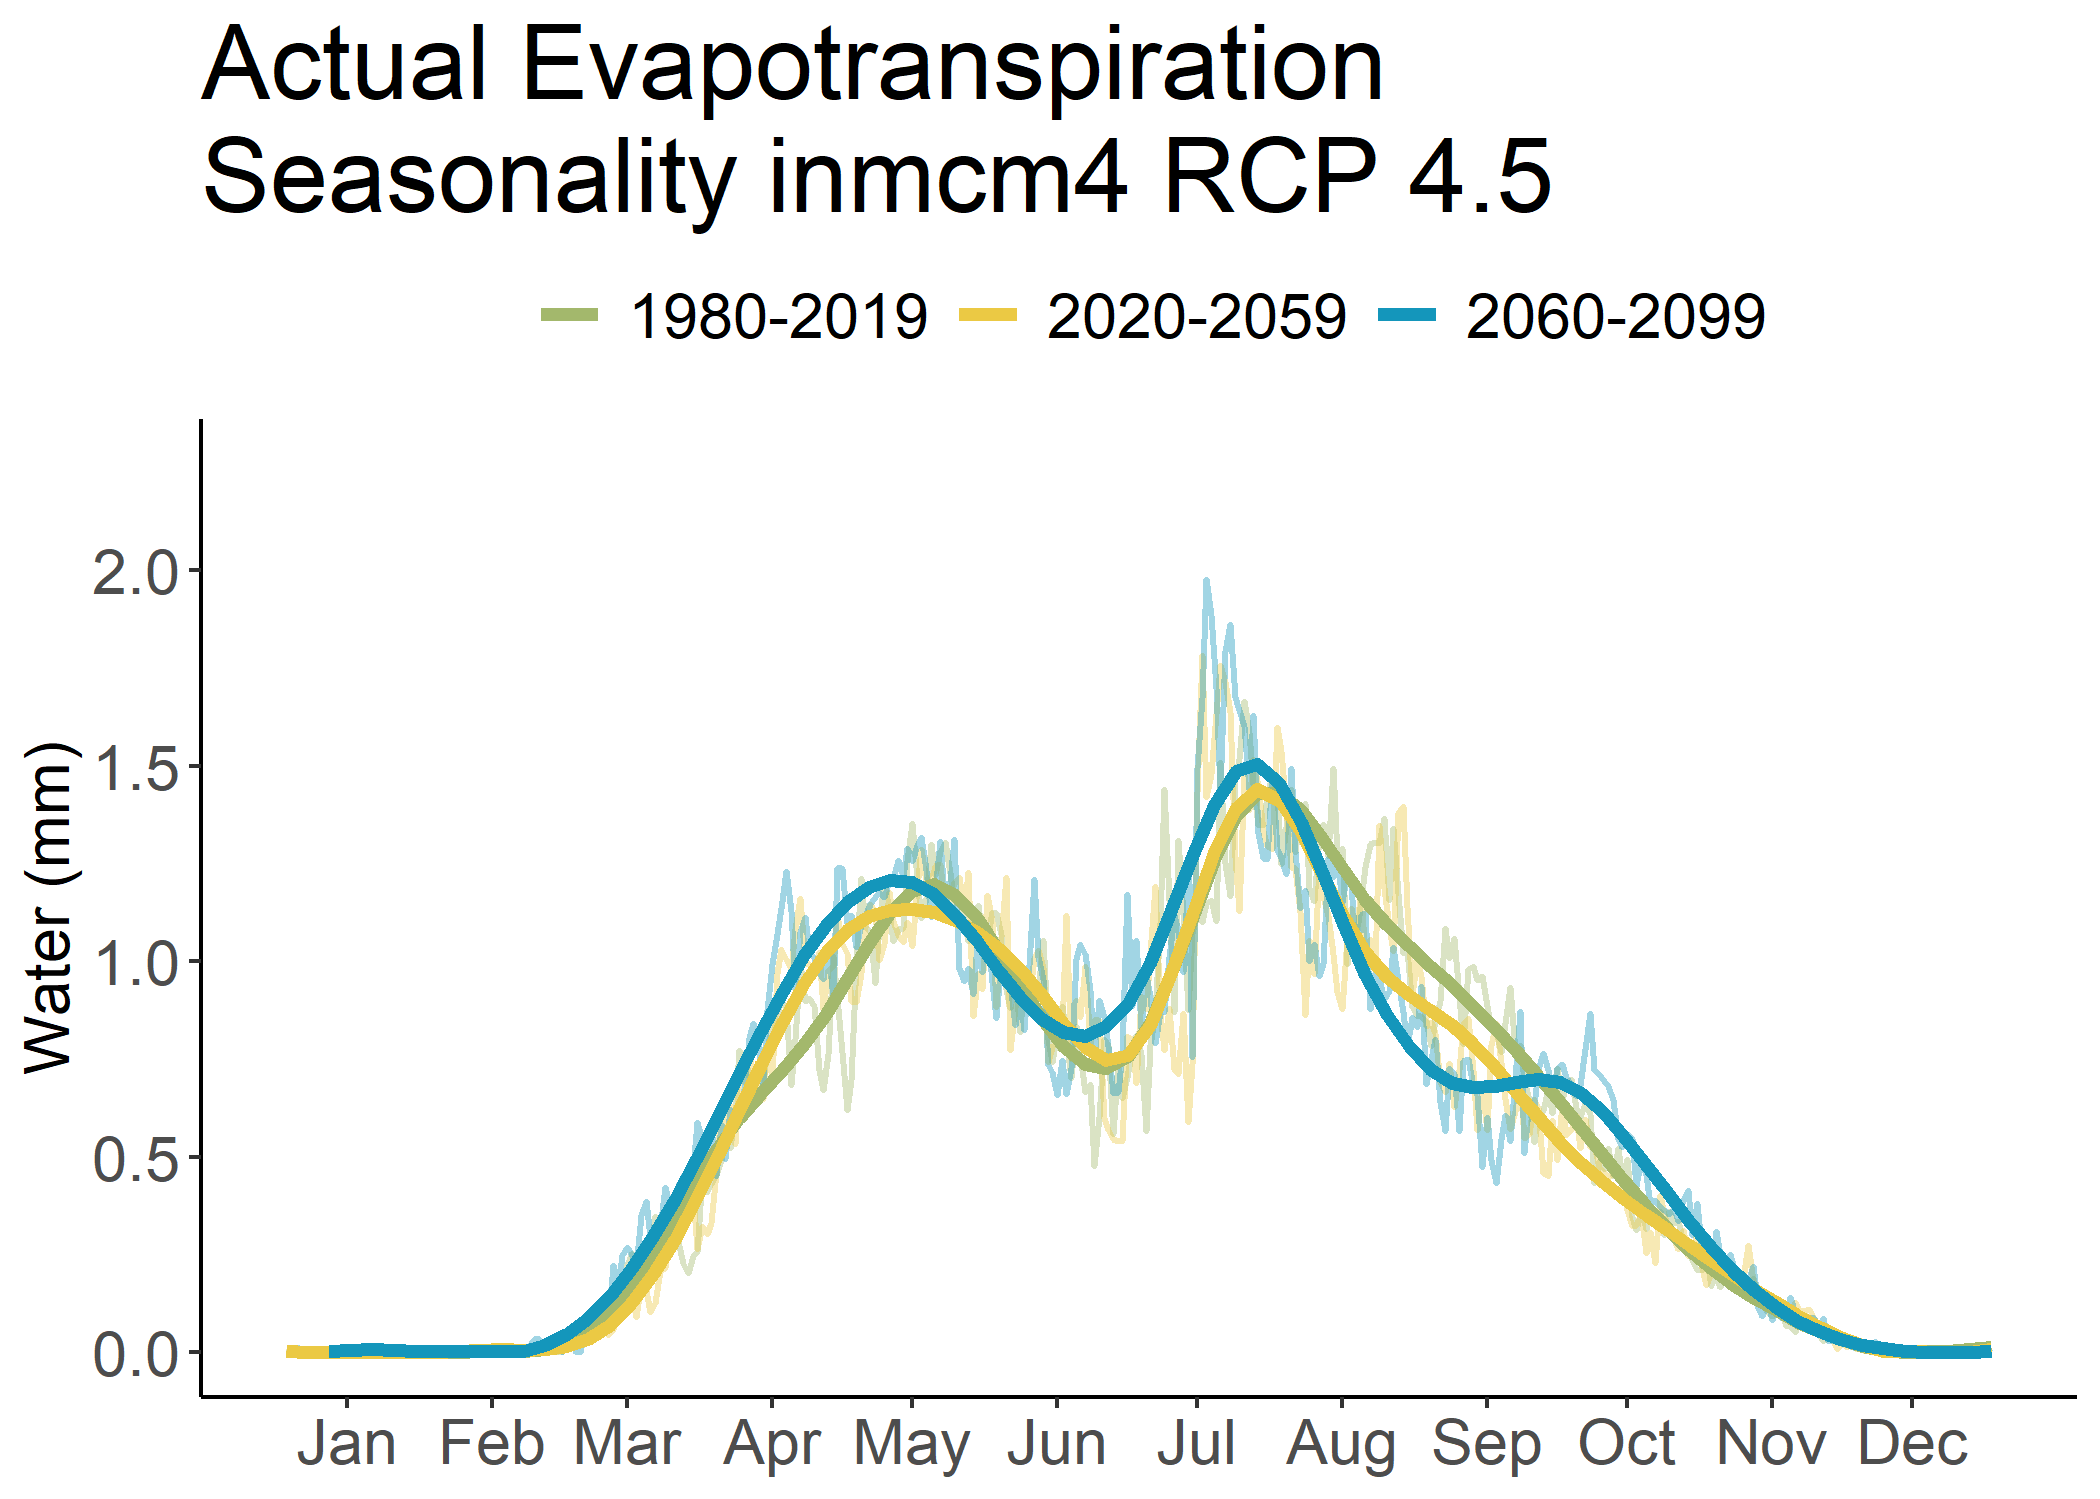 Actual Evapotranspiration
Seasonality inmcm4 RCP 4.5
1980-2019 2020-2059 2060-2099
Water (mm)
2.0
1.5
1.0
0.5
0.0
Jan Feb Mar Apr May Jun Jul Aug Sep Oct Nov Dec